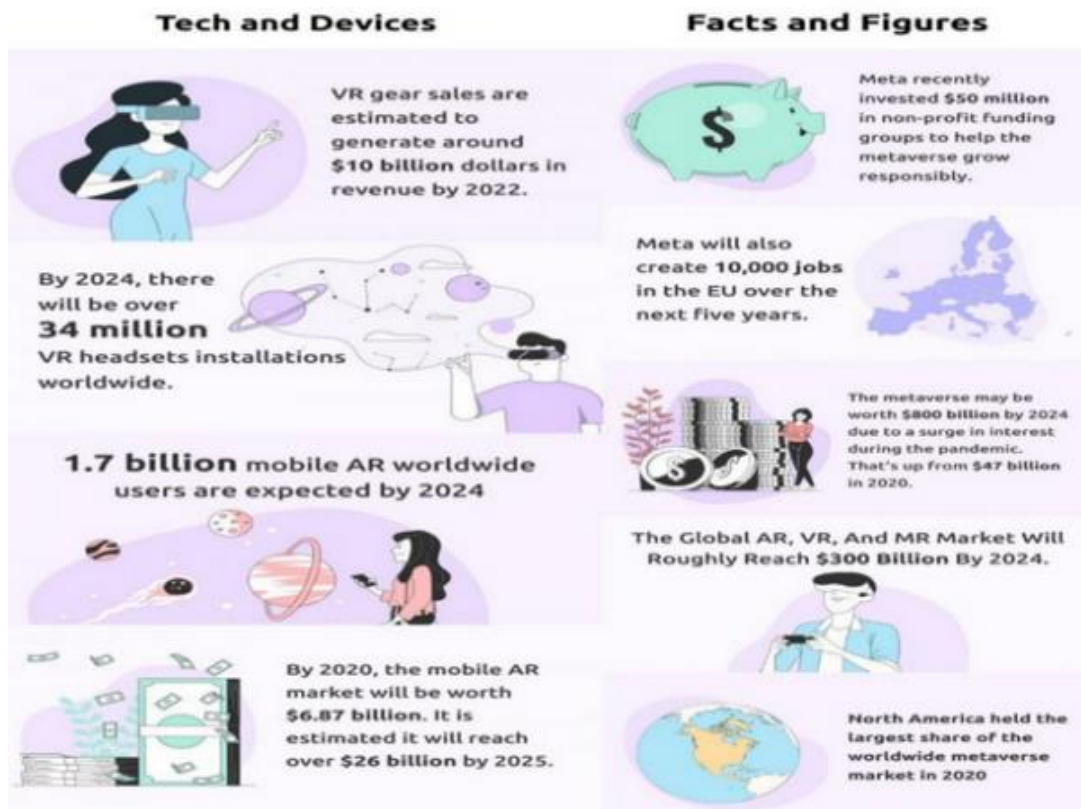 Tech and Devices
VR gear sales are
estimated to
generate around
$10 billion dollars in
revenue by 2022.
By 2024, there
will be over
34 million
VR headsets installations
worldwide.
1.7 billion mobile AR worldwide
users are expected by 2024
By 2020, the mobile AR
market will be worth
$6.87 billion. It is
estimated it will reach
over $26 billion by 2025.
Facts and Figures
Meta recently
invested $50 million
in non-profit funding
groups to help the
metaverse grow
responsibly.
Meta will also
create 10,000 jobs
in the EU over the
next five years.
The metaverse may be
worth $800 billion by 2024
due to a surge in interest
during the pandemic.
That's up from $47 billion
in 2020.
The Global AR, VR, And MR Market Will
Roughly Reach $300 Billion By 2024.
North America held the
largest share of the
worldwide metaverse
market in 2020